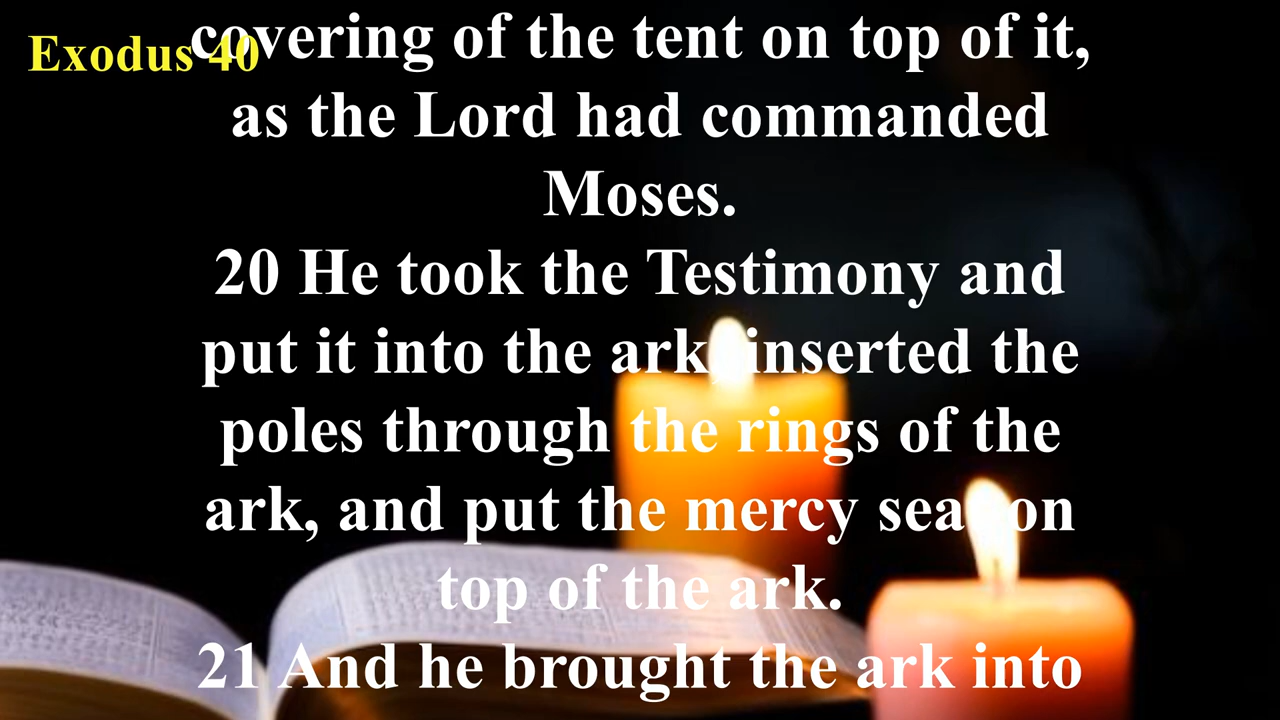 Exodus 40
covering of the tent on top of it,
as the Lord had commanded
Moses.
20 He took the Testimony and
put it into the ark, inserted the
poles through the rings of the
ark, and put the mercy seat on
top of the ark.
21 And he brought the ark into